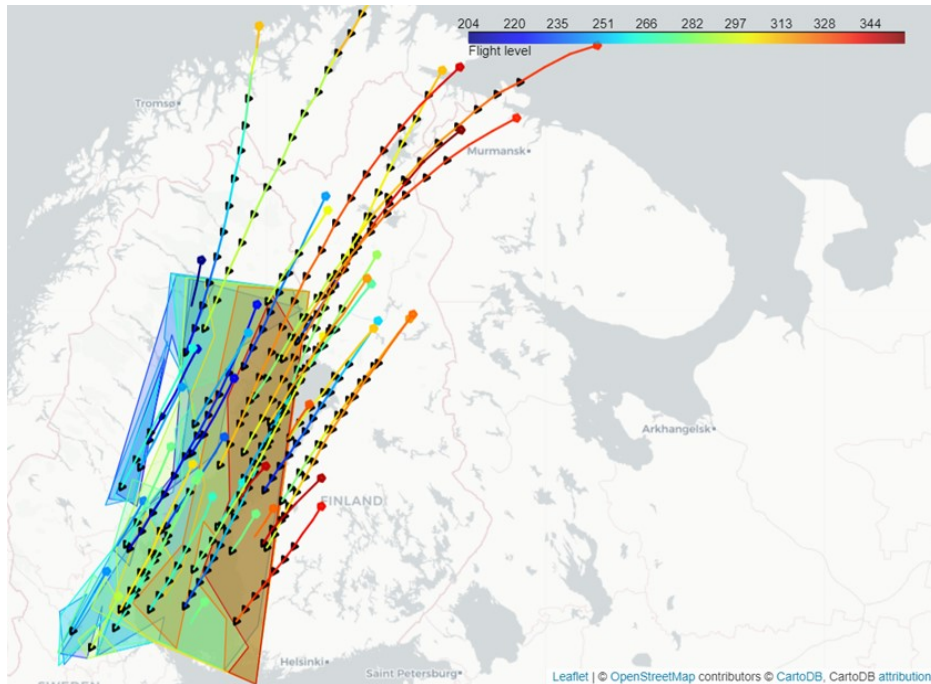 204 220 235 251 266 282 297 313 328 344
Flight level
Tromsø
Murmansk
Arkhangelsk
FINLAND
Helsinki
Saint Petersburg
SWEDEN
Leaflet | © OpenStreetMap contributors © CartoDB, CartoDB attribution